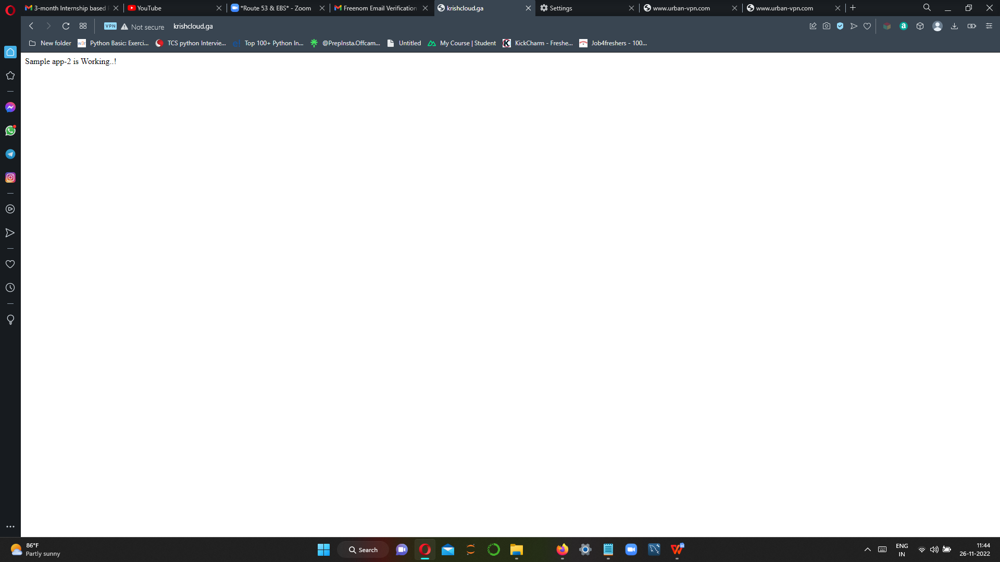 3-month Internship based
YouTube
*Route 53 & EBS* - Zoom
Freenom Email Verification
krishcloud.ga
Settings
www.urban-vpn.com
www.urban-vpn.com
VPN
Not secure
krishcloud.ga
New folder
w3r
Python Basic: Exerci...
TCS python Intervie...
e!
Top 100+ Python In...
@PrepInsta.Offcam...
Untitled
My Course | Student
KickCharm - Freshe...
Job4freshers - 100...
Sample app-2 is Working..!
86°F
Partly sunny
Search
ENG
IN
11:44
26-11-2022